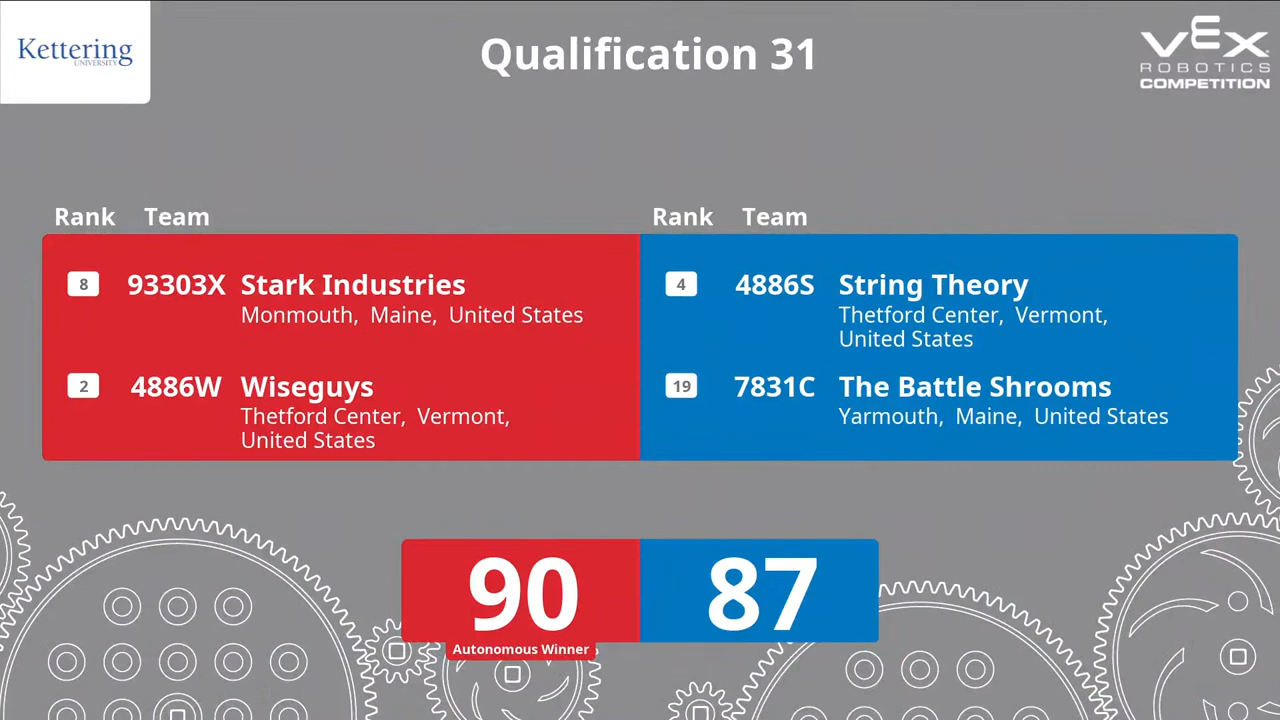 Kettering
UNIVERSITY
Qualification 31
VEX
ROBOTICS
COMPETITION
Rank Team
Rank Team
8 93303X Stark Industries
Monmouth, Maine, United States
2 4886W Wiseguys
Thetford Center, Vermont,
United States
4 4886S String Theory
Thetford Center, Vermont,
United States
19 7831C The Battle Shrooms
Yarmouth, Maine, United States
90
87
Autonomous Winner